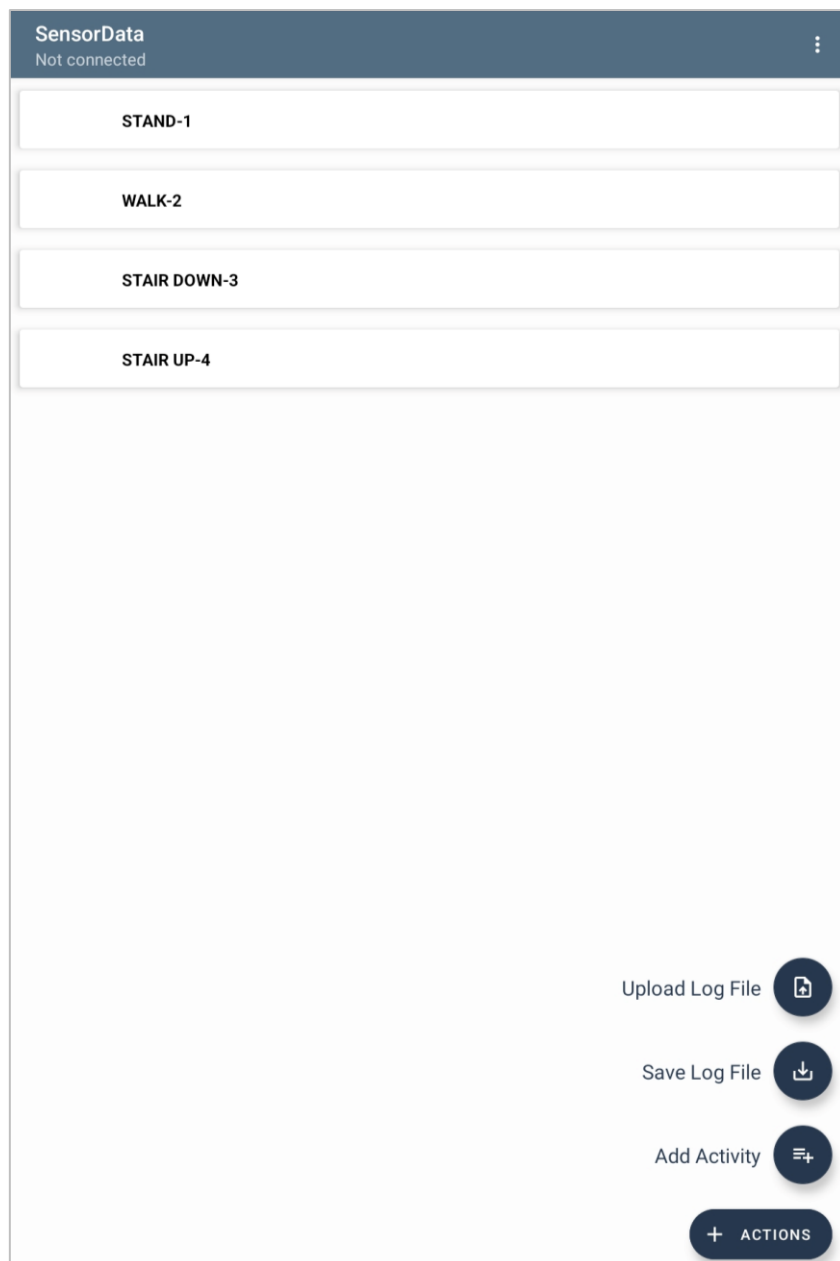 SensorData
Not connected
STAND-1
WALK-2
STAIR DOWN-3
STAIR UP-4
Upload Log File
Save Log File
Add Activity
+ ACTIONS